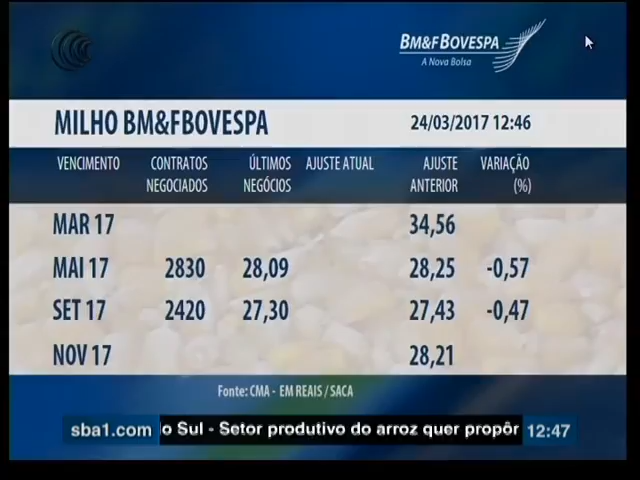 BM&FBOVESPA
A Nova Bolsa
MILHO BM&FBOVESPA 24/03/2017 12:46
VENCIMENTO CONTRATOS NEGOCIADOS ÚLTIMOS NEGÓCIOS AJUSTE ATUAL AJUSTE ANTERIOR VARIAÇÃO (%)
MAR 17 34,56
MAI 17 2830 28,09 28,25 -0,57
SET 17 2420 27,30 27,43 -0,47
NOV 17 28,21
Fonte: CMA - EM REAIS / SACA
sba1.com io Sul - Setor produtivo do arroz quer propôr 12:47